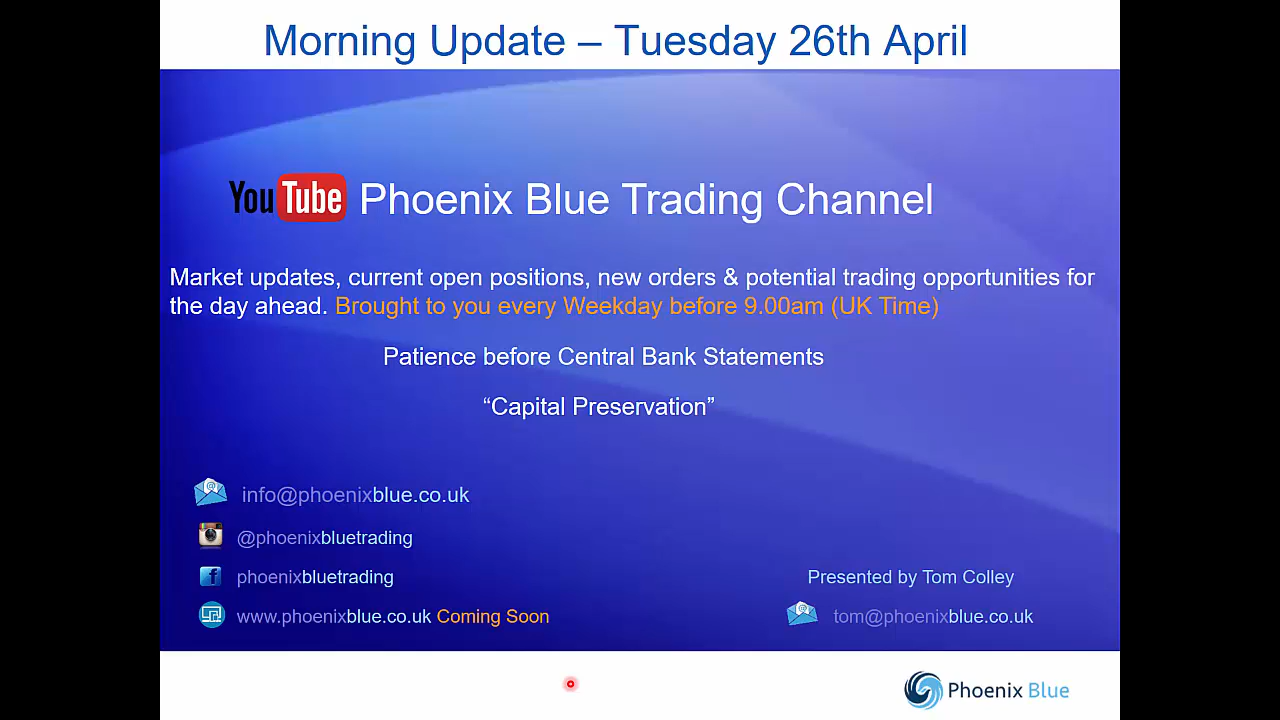 Morning Update – Tuesday 26th April
YouTube Phoenix Blue Trading Channel
Market updates, current open positions, new orders & potential trading opportunities for
the day ahead. Brought to you every Weekday before 9.00am (UK Time)
Patience before Central Bank Statements
“Capital Preservation”
info@phoenixblue.co.uk
@phoenixbluetrading
phoenixbluetrading
Presented by Tom Colley
www.phoenixblue.co.uk Coming Soon
tom@phoenixblue.co.uk
Phoenix Blue